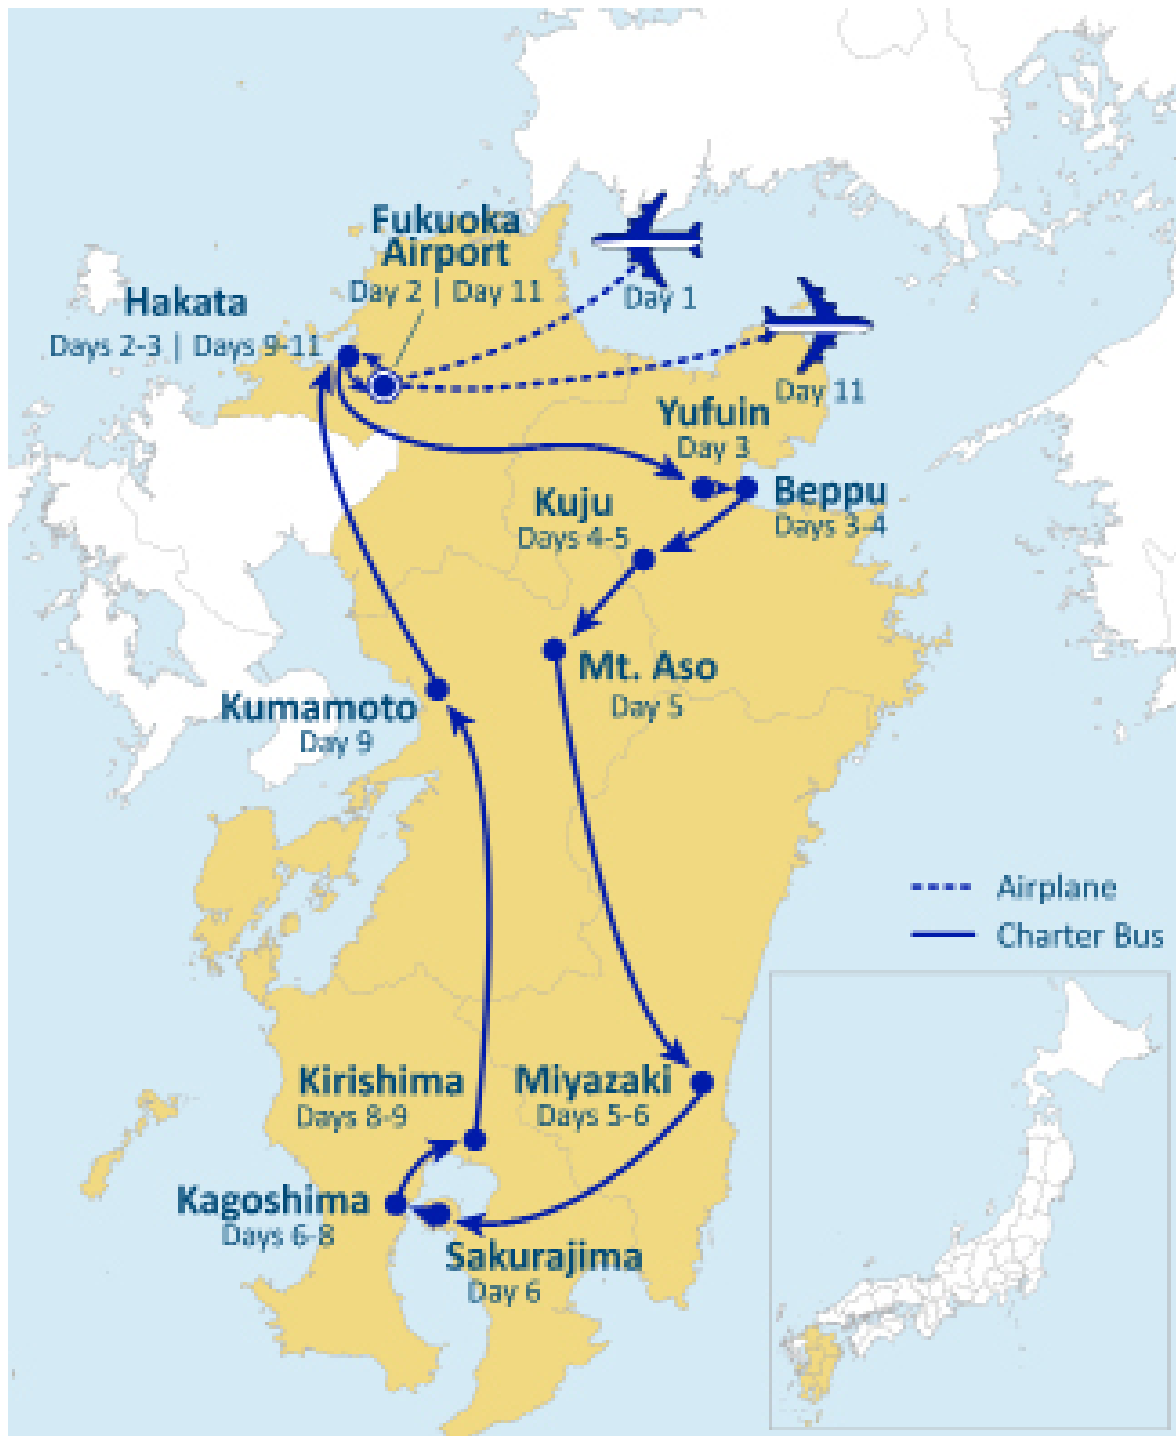 Fukuoka
Airport
Day 2 | Day 11
Day 1
Hakata
Days 2-3 | Days 9-11
Day 11
Yufuin
Day 3
Beppu
Days 3-4
Kuju
Days 4-5
Mt. Aso
Day 5
Kumamoto
Day 9
Airplane
Charter Bus
Kirishima
Days 8-9
Miyazaki
Days 5-6
Kagoshima
Days 6-8
Sakurajima
Day 6